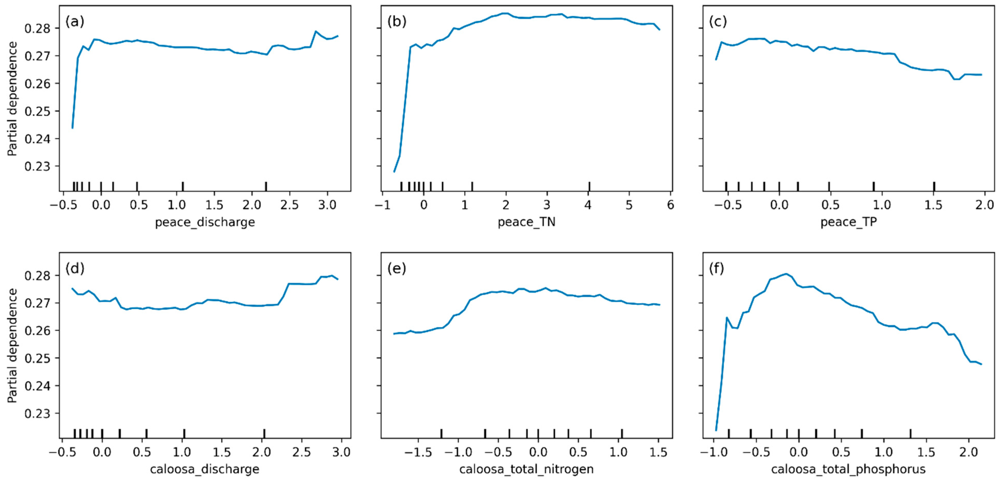 (a)
0.28
0.27
0.26
0.25
0.24
0.23
Partial dependence
−0.5 0.0 0.5 1.0 1.5 2.0 2.5 3.0
peace_discharge
(b)
−1 0 1 2 3 4 5 6
peace_TN
(c)
−0.5 0.0 0.5 1.0 1.5 2.0
peace_TP
(d)
0.28
0.27
0.26
0.25
0.24
0.23
Partial dependence
−0.5 0.0 0.5 1.0 1.5 2.0 2.5 3.0
caloosa_discharge
(e)
−1.5 −1.0 −0.5 0.0 0.5 1.0 1.5
caloosa_total_nitrogen
(f)
−1.0 −0.5 0.0 0.5 1.0 1.5 2.0
caloosa_total_phosphorus